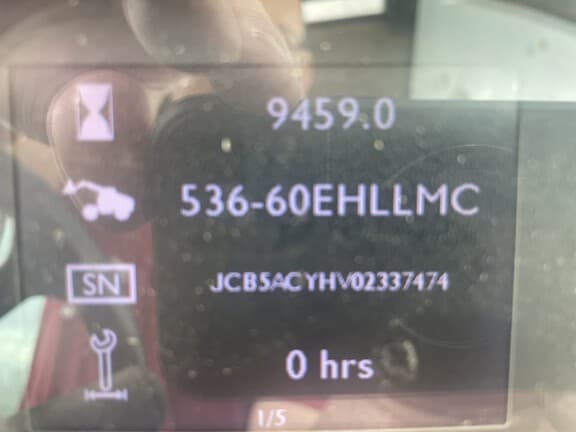 9459.0
536-60EHLLMC
SN
JCB5ACYHV02337474
0 hrs
1/5